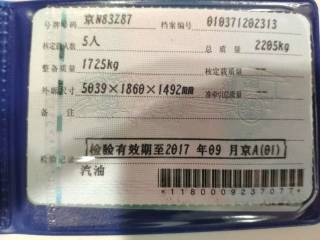 号牌号码 京N83Z87 档案编号 010371202313
核定载人数 5人 总质量 2205kg
整备质量 1725kg 核定载质量 --
外廓尺寸 5039×1860×1492mm 准牵引总质量 --
备注
检验有效期至2017 年09 月京A(01)
检验记录
汽油
*1180009237077*